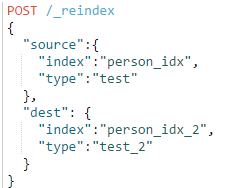 POST /_reindex
{
  "source":{
    "index":"person_idx",
    "type":"test"
  },
  "dest": {
    "index":"person_idx_2",
    "type":"test_2"
  }
}